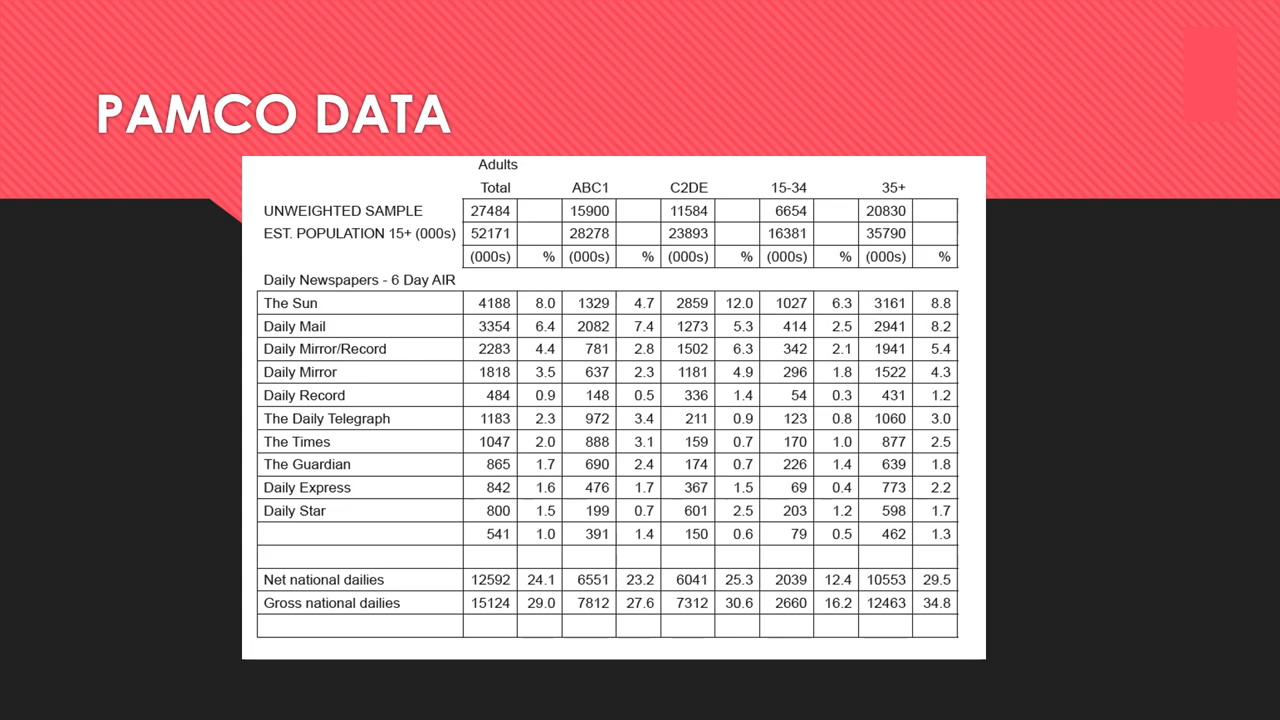 PAMCO DATA
Adults
Total ABC1 C2DE 15-34 35+
UNWEIGHTED SAMPLE 27484 15900 11584 6654 20830
EST. POPULATION 15+ (000s) 52171 28278 23893 16381 35790
(000s) % (000s) % (000s) % (000s) % (000s) %
Daily Newspapers - 6 Day AIR
The Sun 4188 8.0 1329 4.7 2859 12.0 1027 6.3 3161 8.8
Daily Mail 3354 6.4 2082 7.4 1273 5.3 414 2.5 2941 8.2
Daily Mirror/Record 2283 4.4 781 2.8 1502 6.3 342 2.1 1941 5.4
Daily Mirror 1818 3.5 637 2.3 1181 4.9 296 1.8 1522 4.3
Daily Record 484 0.9 148 0.5 336 1.4 54 0.3 431 1.2
The Daily Telegraph 1183 2.3 972 3.4 211 0.9 123 0.8 1060 3.0
The Times 1047 2.0 888 3.1 159 0.7 170 1.0 877 2.5
The Guardian 865 1.7 690 2.4 174 0.7 226 1.4 639 1.8
Daily Express 842 1.6 476 1.7 367 1.5 69 0.4 773 2.2
Daily Star 800 1.5 199 0.7 601 2.5 203 1.2 598 1.7
541 1.0 391 1.4 150 0.6 79 0.5 462 1.3
Net national dailies 12592 24.1 6551 23.2 6041 25.3 2039 12.4 10553 29.5
Gross national dailies 15124 29.0 7812 27.6 7312 30.6 2660 16.2 12463 34.8